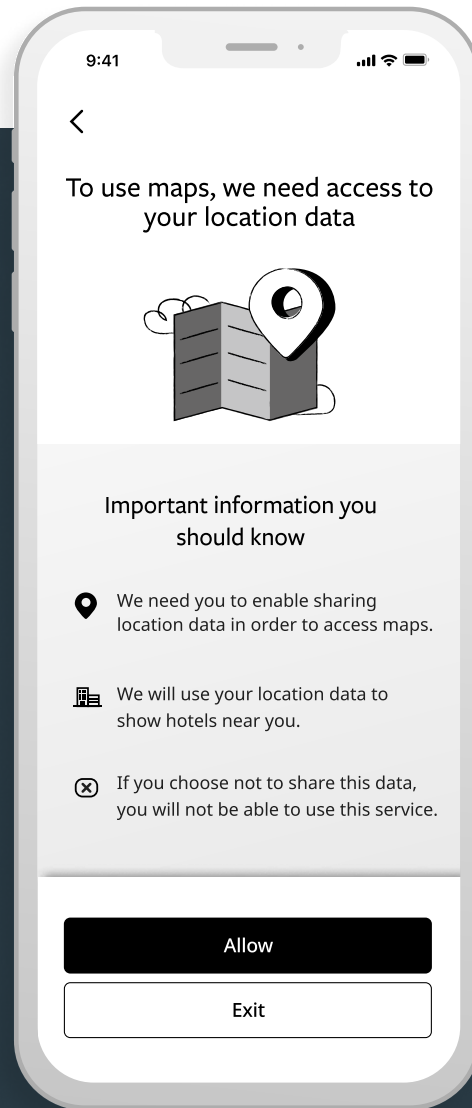 9:41
To use maps, we need access to
your location data
Important information you
should know
We need you to enable sharing
location data in order to access maps.
We will use your location data to
show hotels near you.
If you choose not to share this data,
you will not be able to use this service.
Allow
Exit